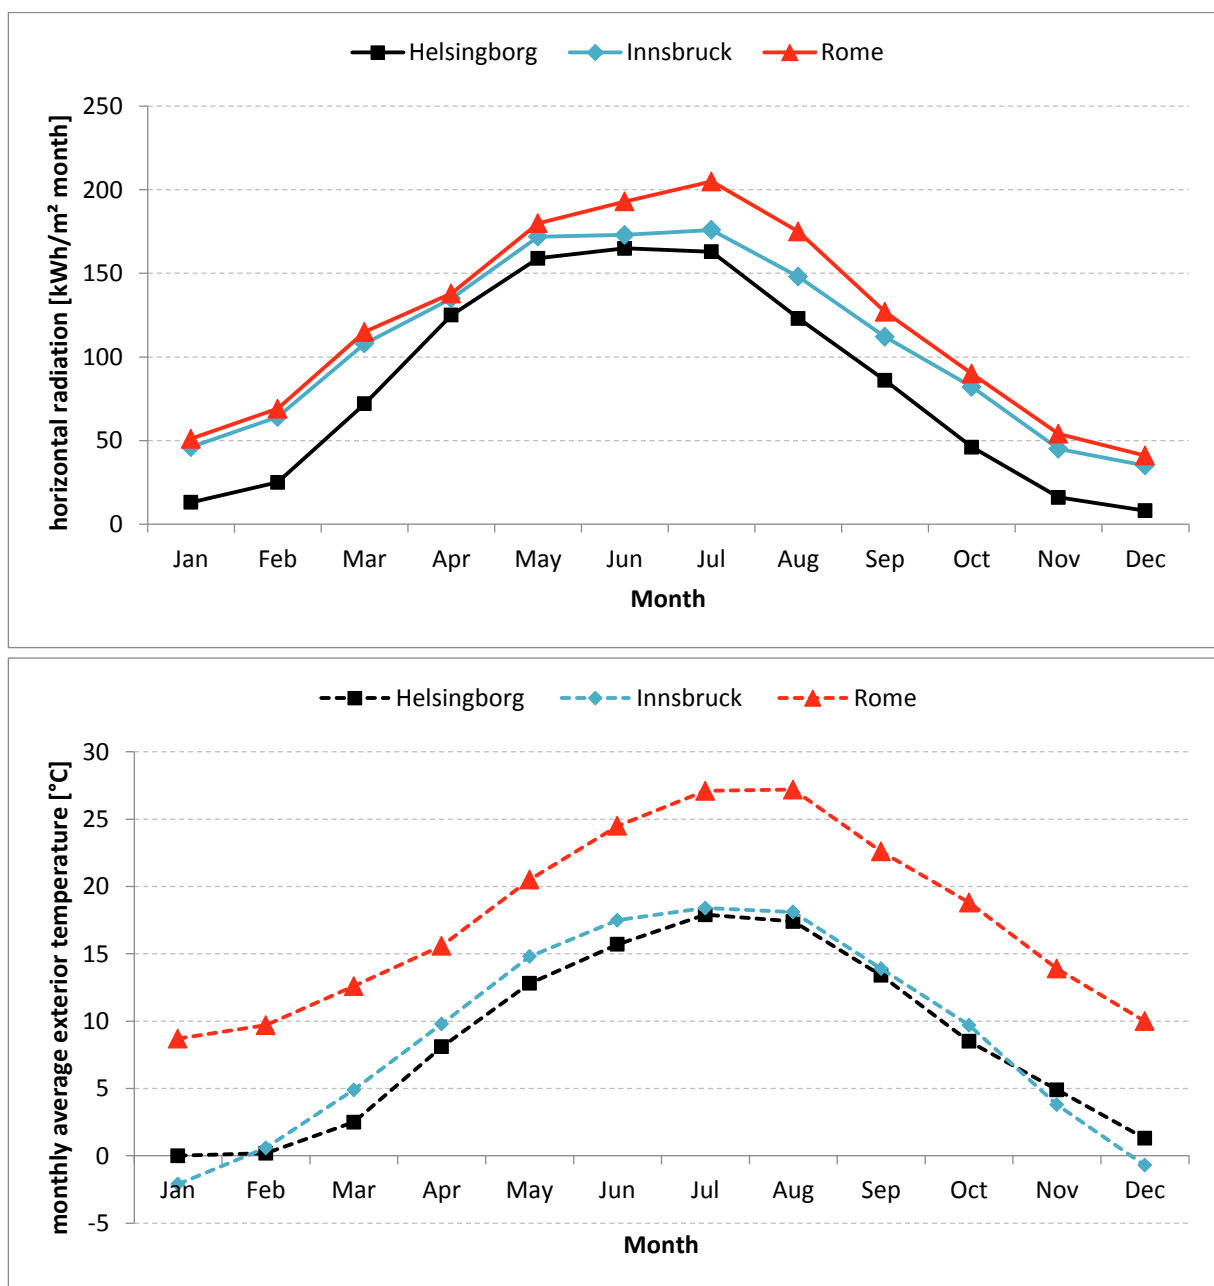 Helsingborg Innsbruck Rome
horizontal radiation [kWh/m² month]
250
200
150
100
50
0
Jan Feb Mar Apr May Jun Jul Aug Sep Oct Nov Dec
Month
Helsingborg Innsbruck Rome
monthly average exterior temperature [°C]
30
25
20
15
10
5
0
-5
Jan Feb Mar Apr May Jun Jul Aug Sep Oct Nov Dec
Month